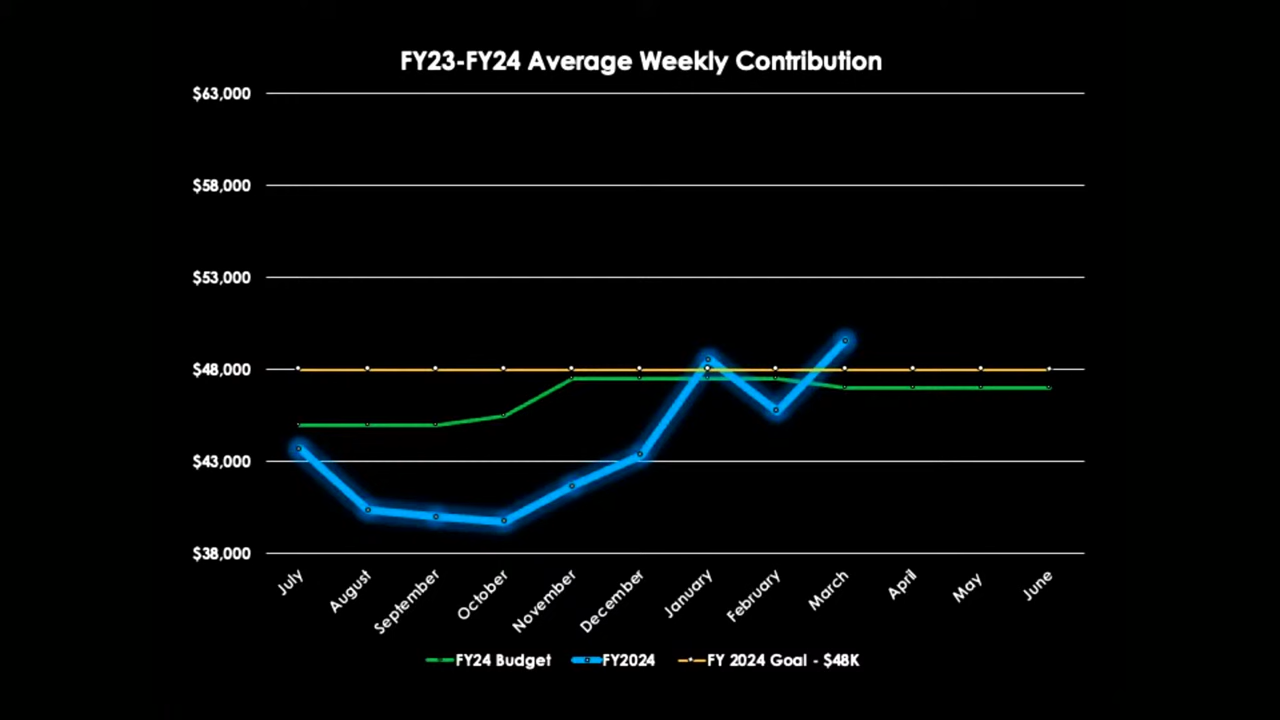 FY23-FY24 Average Weekly Contribution
$63,000
$58,000
$53,000
$48,000
$43,000
$38,000
July
August
September
October
November
December
January
February
March
April
May
June
FY24 Budget
FY2024
FY 2024 Goal - $48K